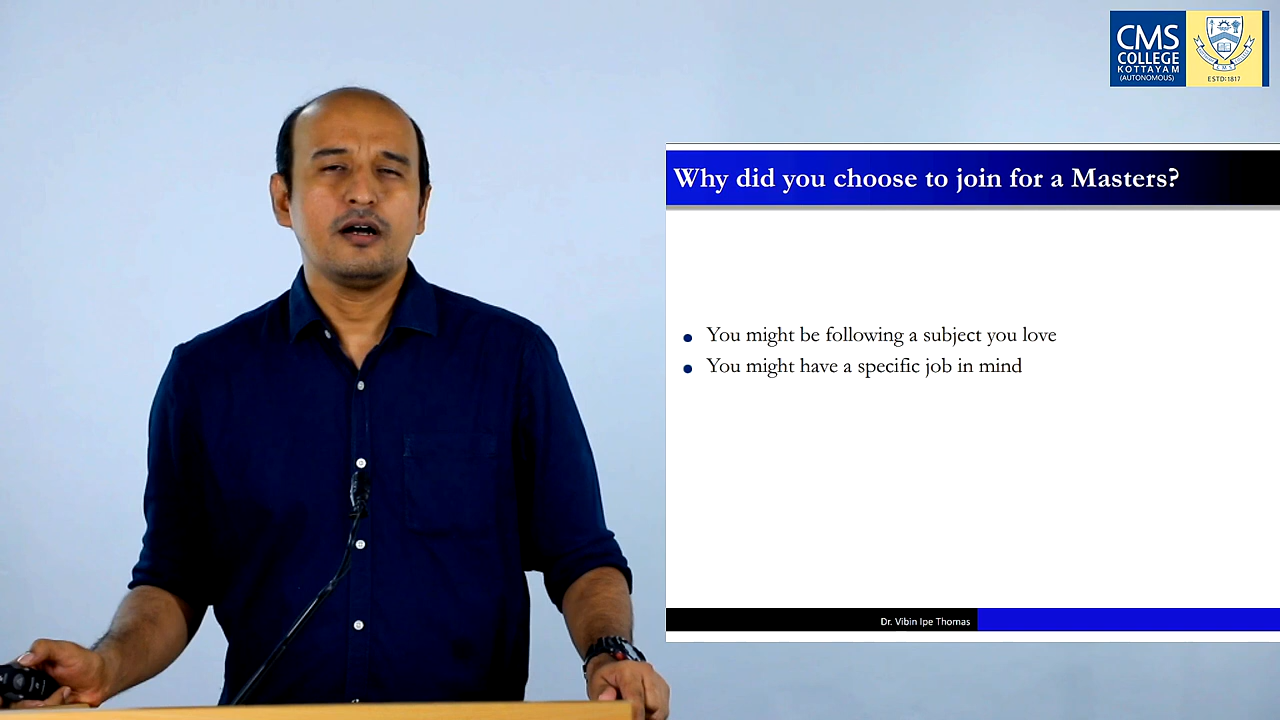 CMS
COLLEGE
KOTTAYAM
(AUTONOMOUS)
ESTD:1817
Why did you choose to join for a Masters?
You might be following a subject you love
You might have a specific job in mind
Dr. Vibin Ipe Thomas